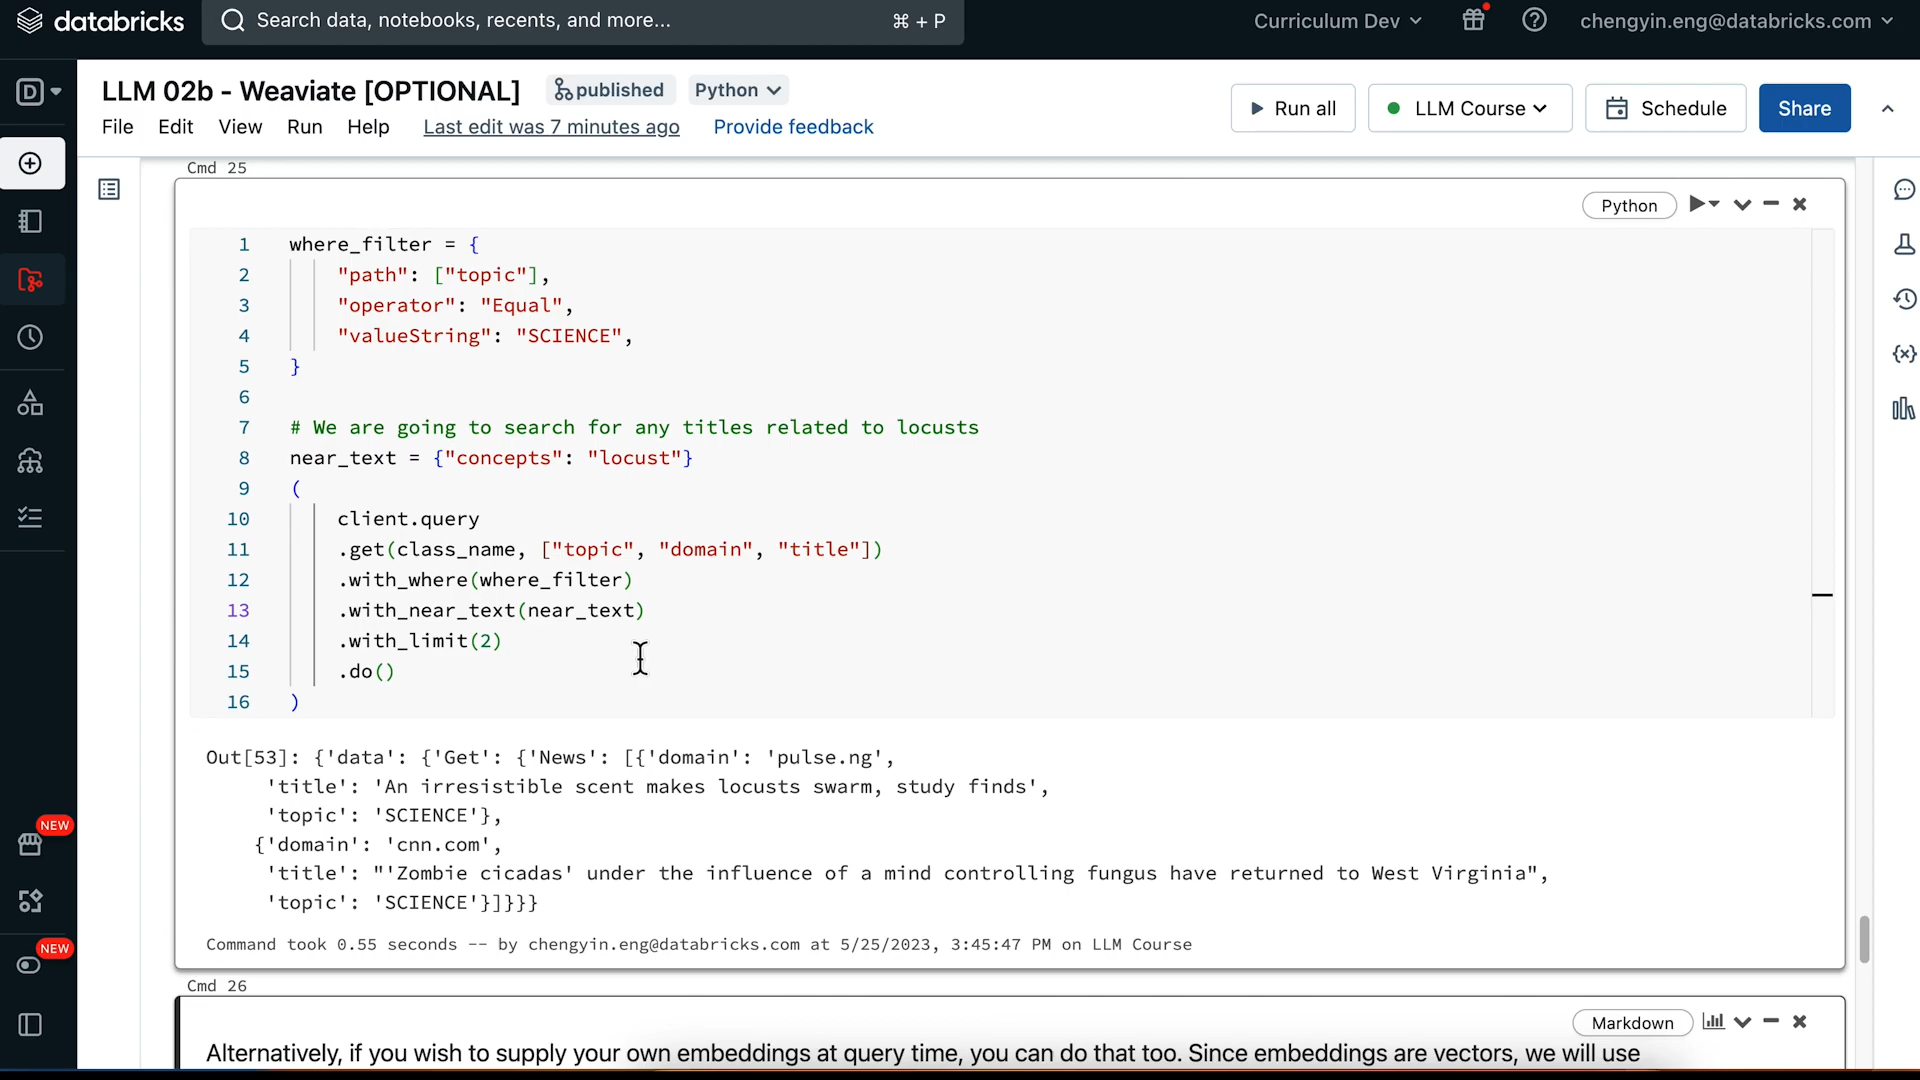 databricks
Search data, notebooks, recents, and more...
⌘ + P
Curriculum Dev
chengyin.eng@databricks.com
D
LLM 02b - Weaviate [OPTIONAL]
published
Python
File Edit View Run Help Last edit was 7 minutes ago Provide feedback
Run all
LLM Course
Schedule
Share
Cmd 25
Python
1 where_filter = {
2 "path": ["topic"],
3 "operator": "Equal",
4 "valueString": "SCIENCE",
5 }
6
7 # We are going to search for any titles related to locusts
8 near_text = {"concepts": "locust"}
9 (
10 client.query
11 .get(class_name, ["topic", "domain", "title"])
12 .with_where(where_filter)
13 .with_near_text(near_text)
14 .with_limit(2)
15 .do()
16 )
Out[53]: {'data': {'Get': {'News': [{'domain': 'pulse.ng',
'title': 'An irresistible scent makes locusts swarm, study finds',
'topic': 'SCIENCE'},
{'domain': 'cnn.com',
'title': "'Zombie cicadas' under the influence of a mind controlling fungus have returned to West Virginia",
'topic': 'SCIENCE'}]}}}
Command took 0.55 seconds -- by chengyin.eng@databricks.com at 5/25/2023, 3:45:47 PM on LLM Course
NEW
NEW
Cmd 26
Markdown
Alternatively, if you wish to supply your own embeddings at query time, you can do that too. Since embeddings are vectors, we will use